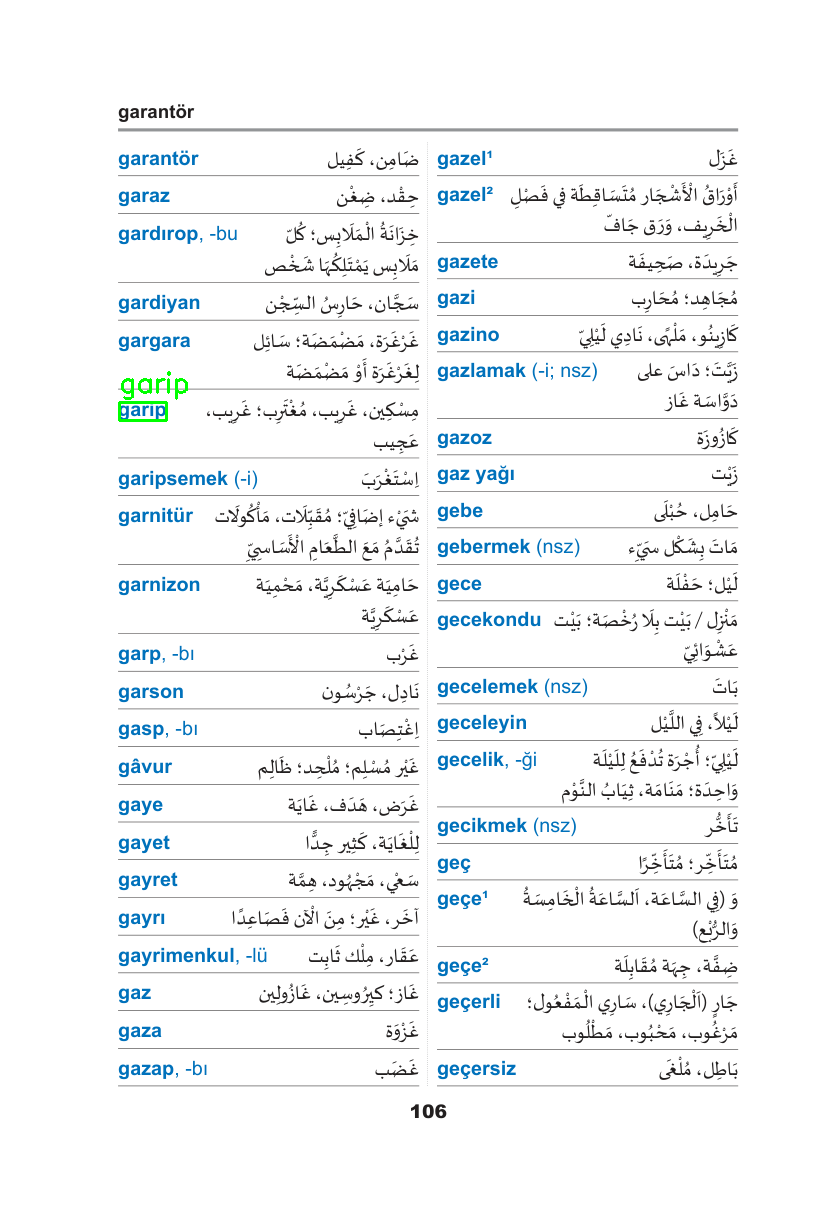 garantör
garantör ضَامِن، كَفِيل
garaz حِقْد، ضِغْن
gardırop, -bu خِزَانَةُ الْمَلَابِس؛ كُلّ
مَلَابِس يَمْتَلِكُهَا شَخْص
gardiyan سَجَّان، حَارِسُ السِّجْن
gargara غَرْغَرَة، مَضْمَضَة؛ سَائِل
لِغَرْغَرَة أَوْ مَضْمَضَة
garip
garip مِسْكِين، غَرِيب، مُغْتَرِب؛ غَرِيب،
عَجِيب
garipsemek (-i) اِسْتَغْرَبَ
garnitür شَيْء إضَافِيّ؛ مُقَبِّلَات، مَأْكُولَات
تُقَدَّمُ مَعَ الطَّعَامِ الْأَسَاسِيِّ
garnizon حَامِيَة عَسْكَرِيَّة، مَحْمِيَة
عَسْكَرِيَّة
garp, -bı غَرْب
garson نَادِل، جَرْسُون
gasp, -bı اِغْتِصَاب
gâvur غَيْر مُسْلِم؛ مُلْحِد؛ ظَالِم
gaye غَرَض، هَدَف، غَايَة
gayet لِلْغَايَة، كَثِير جِدًّا
gayret سَعْي، مَجْهُود، هِمَّة
gayrı آخَر، غَيْر؛ مِنَ الْآن فَصَاعِدًا
gayrimenkul, -lü عَقَار، مِلْك ثَابِت
gaz غَاز؛ كِيرُوسِين، غَازُولِين
gaza غَزْوَة
gazap, -bı غَضَب
gazel¹ غَزَل
gazel² أَوْرَاقُ الْأَشْجَار مُتَسَاقِطَة فِي فَصْلِ
الْخَرِيف، وَرَق جَافّ
gazete جَرِيدَة، صَحِيفَة
gazi مُجَاهِد؛ مُحَارِب
gazino كَازِينُو، مَلْهًى، نَادِي لَيْلِيّ
gazlamak (-i; nsz) زَيَّتَ؛ دَاسَ على
دَوَّاسَة غَاز
gazoz كَازُوزَة
gaz yağı زَيْت
gebe حَامِل، حُبْلَى
gebermek (nsz) مَاتَ بِشَكْل سَيِّء
gece لَيْل؛ حَفْلَة
gecekondu مَنْزِل / بَيْت بِلَا رُخْصَة؛ بَيْت
عَشْوَائِيّ
gecelemek (nsz) بَاتَ
geceleyin لَيْلاً، فِي اللَّيْل
gecelik, -ği لَيْلِيّ؛ أُجْرَة تُدْفَعُ لِلَيْلَة
وَاحِدَة؛ مَنَامَة، ثِيَابُ النَّوْم
gecikmek (nsz) تَأَخَّرَ
geç مُتَأَخِّر؛ مُتَأَخِّرًا
geçe¹ وَ (فِي السَّاعَة، اَلسَّاعَةُ الْخَامِسَةُ
وَالرُّبْع)
geçe² ضِفَّة، جِهَة مُقَابِلَة
geçerli جَارٍ (اَلْجَارِي)، سَارِي الْمَفْعُول؛
مَرْغُوب، مَحْبُوب، مَطْلُوب
geçersiz بَاطِل، مُلْغَى
106